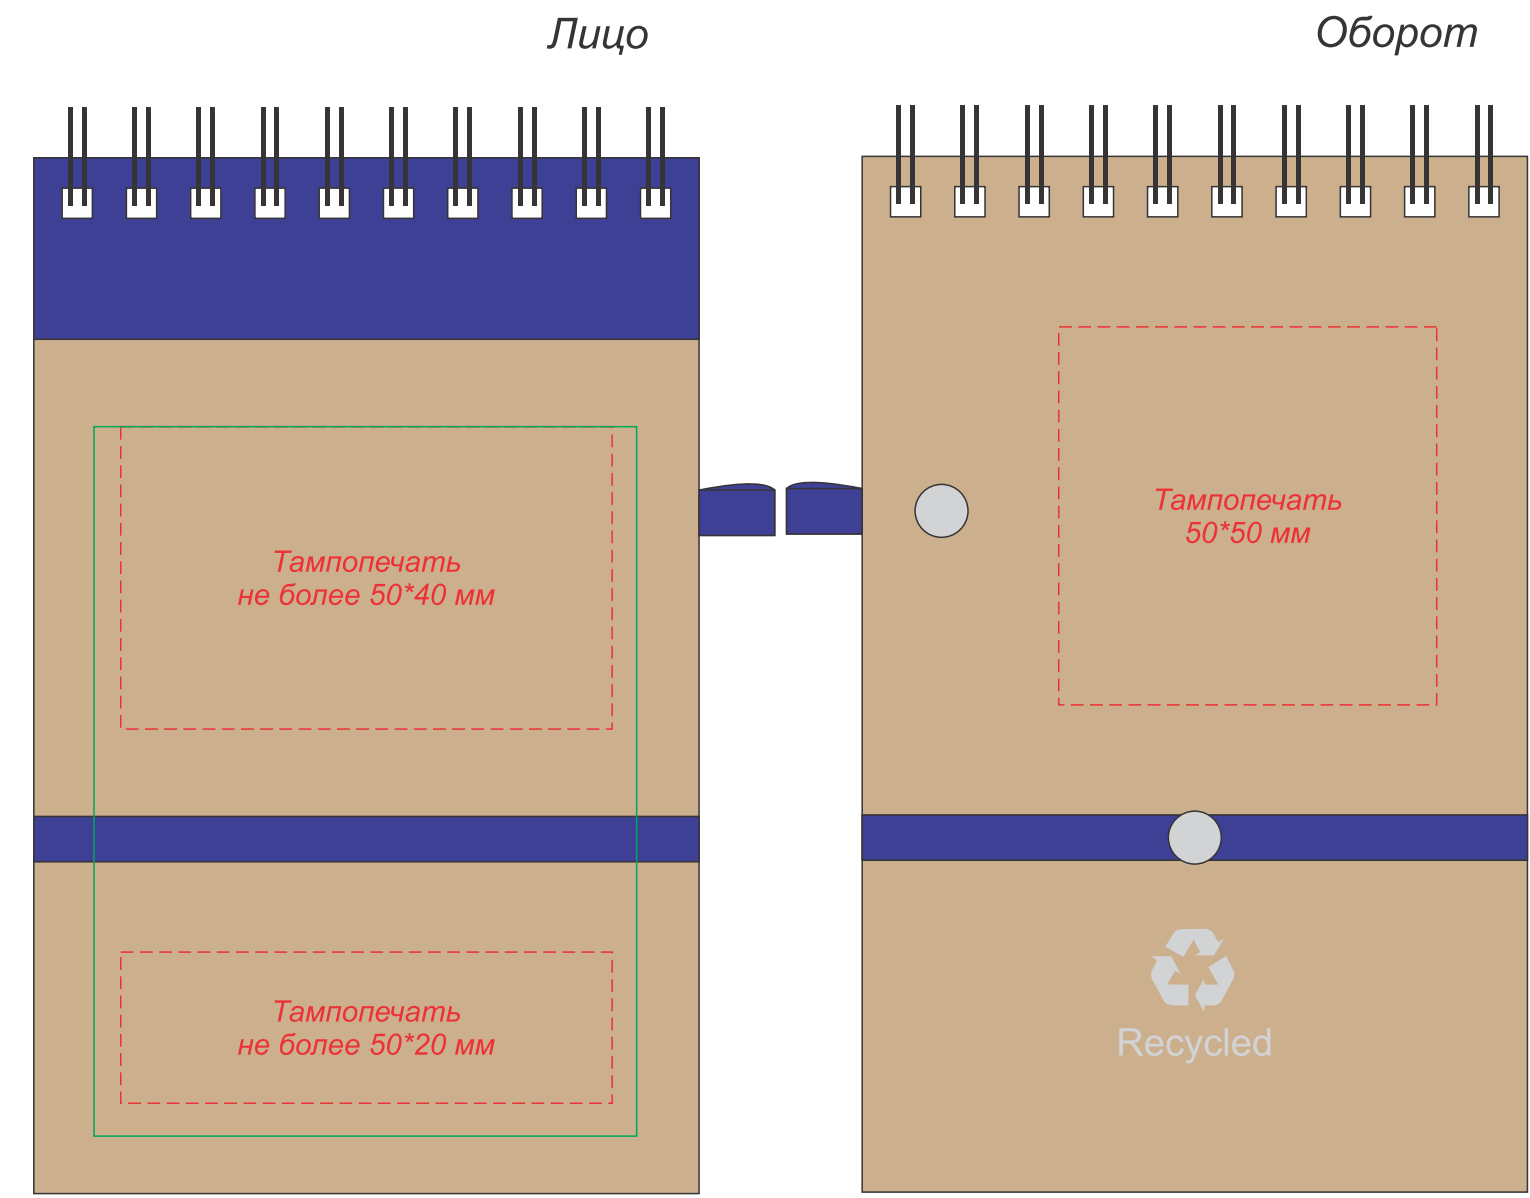 Лицо
Оборот
Тампопечать
не более 50*40 мм
Тампопечать
50*50 мм
Тампопечать
не более 50*20 мм
Recycled